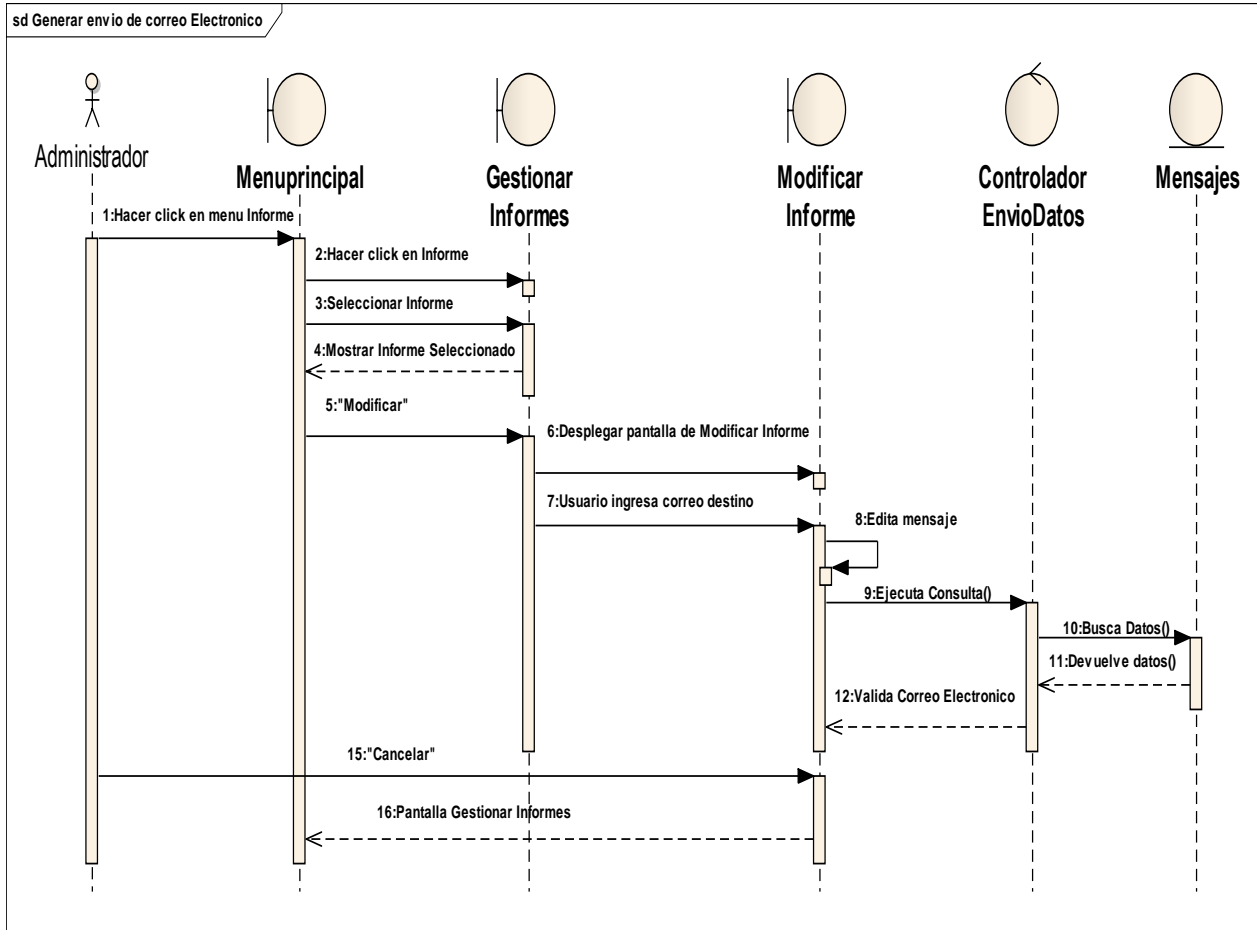 sd Generar envio de correo Electronico
Administrador
Menuprincipal
Gestionar
Informes
Modificar
Informe
Controlador
EnvioDatos
Mensajes
1:Hacer click en menu Informe
2:Hacer click en Informe
3:Seleccionar Informe
4:Mostrar Informe Seleccionado
5:"Modificar"
6:Desplegar pantalla de Modificar Informe
7:Usuario ingresa correo destino
8:Edita mensaje
9:Ejecuta Consulta()
10:Busca Datos()
11:Devuelve datos()
12:Valida Correo Electronico
15:"Cancelar"
16:Pantalla Gestionar Informes